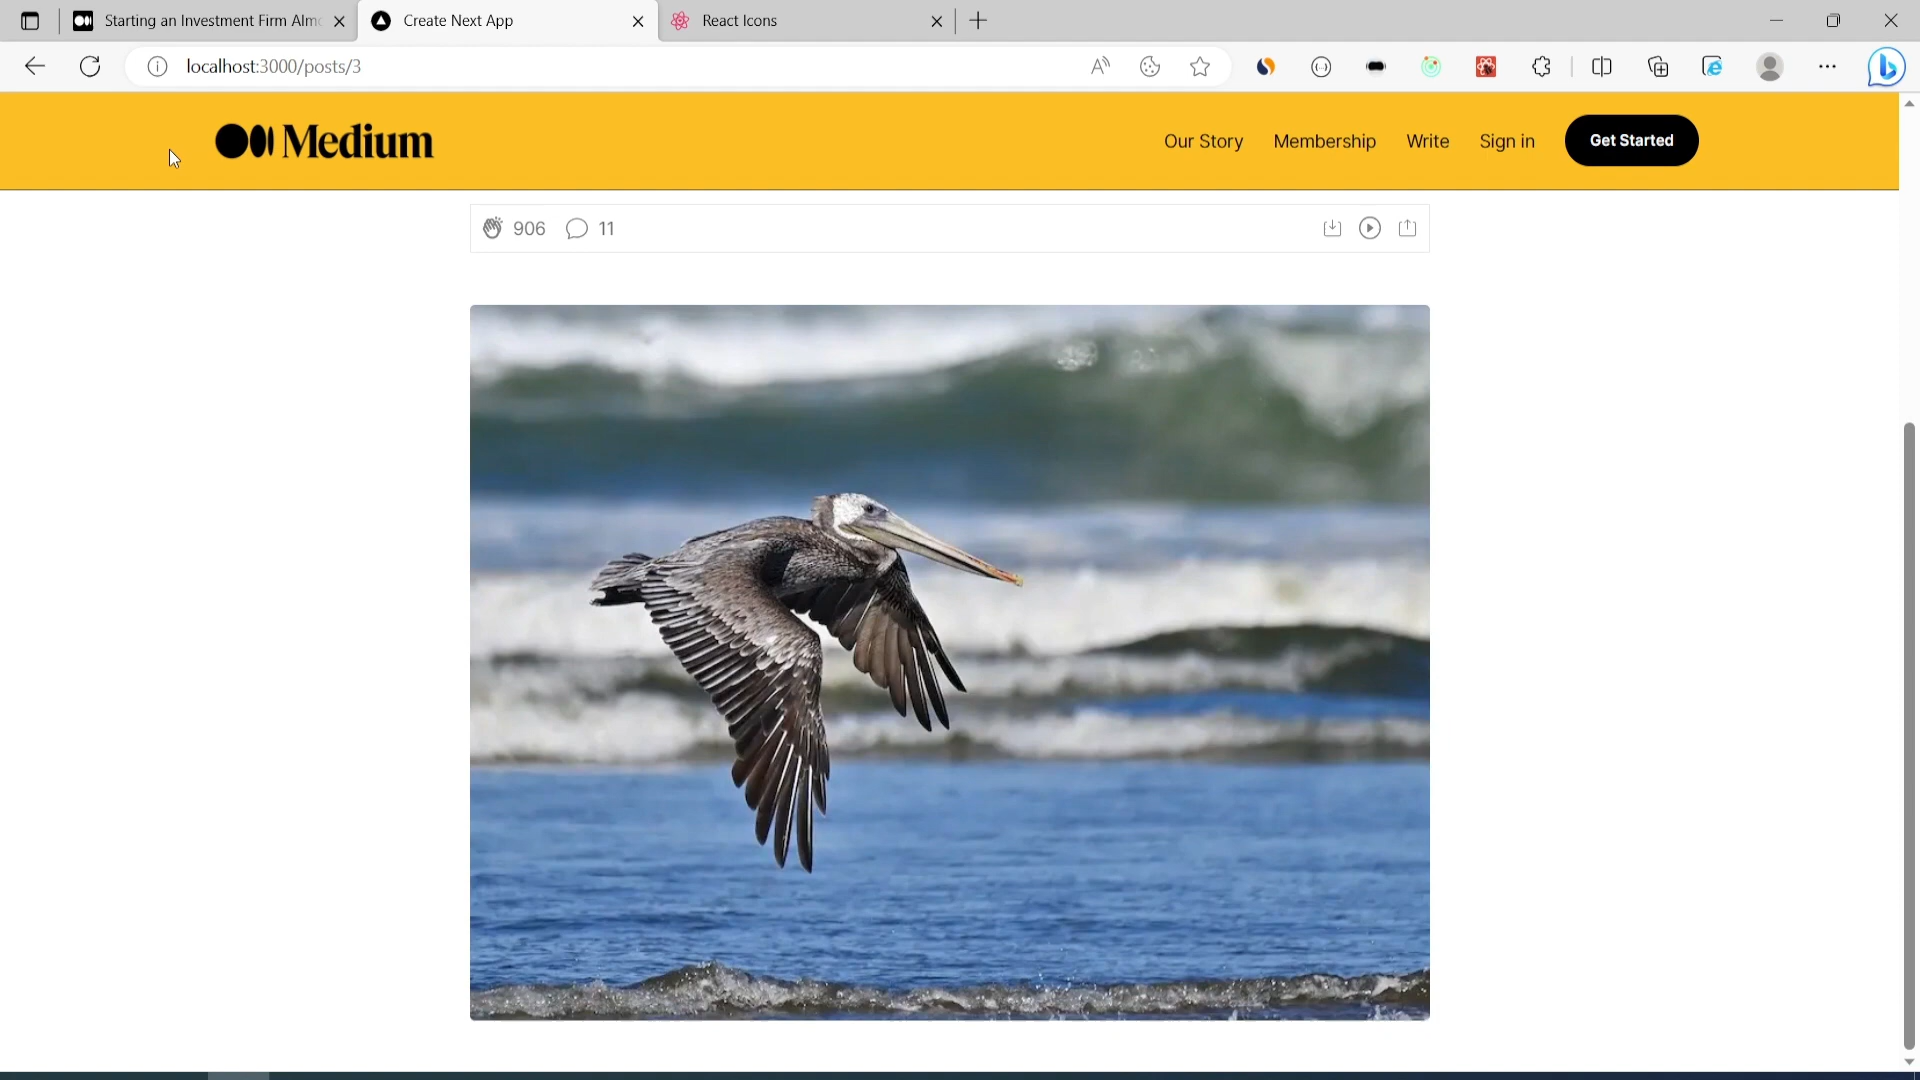 Starting an Investment Firm Almo
Create Next App
React Icons
localhost:3000/posts/3
Medium
Our Story
Membership
Write
Sign in
Get Started
906
11